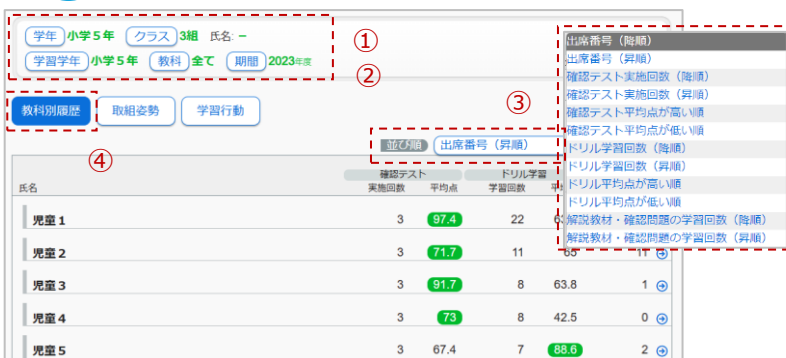 学年 小学５年 クラス 3組 氏名: －
学習学年 小学５年 教科 全て 期間 2023年度
①
②
教科別履歴 取組姿勢 学習行動
③
④
並び順 出席番号（昇順）
出席番号（降順）
出席番号（昇順）
確認テスト実施回数（降順）
確認テスト実施回数（昇順）
確認テスト平均点が高い順
確認テスト平均点が低い順
ドリル学習回数（降順）
ドリル学習回数（昇順）
ドリル平均点が高い順
ドリル平均点が低い順
解説教材・確認問題の学習回数（降順）
解説教材・確認問題の学習回数（昇順）
確認テスト ドリル学習
氏名 実施回数 平均点 学習回数
児童１ 3 97.4 22
児童２ 3 71.7 11 65 11
児童３ 3 91.7 8 63.8 1
児童４ 3 73 8 42.5 0
児童５ 3 67.4 7 88.6 2